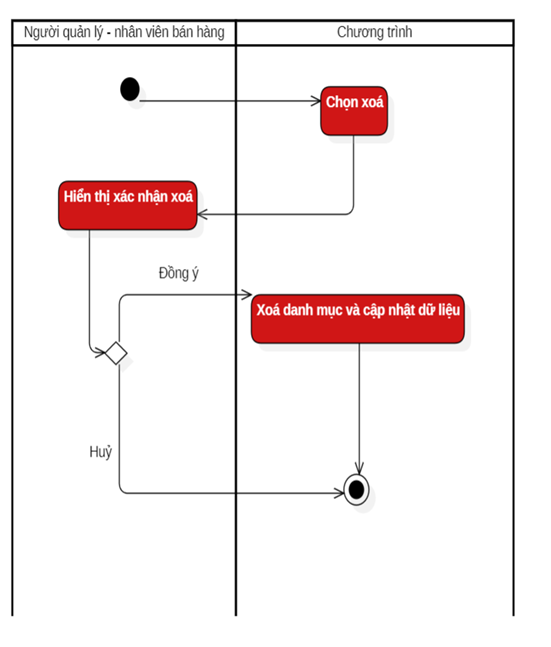 Người quản lý - nhân viên bán hàng
Chương trình
Chọn xoá
Hiển thị xác nhận xoá
Đồng ý
Xoá danh mục và cập nhật dữ liệu
Huỷ